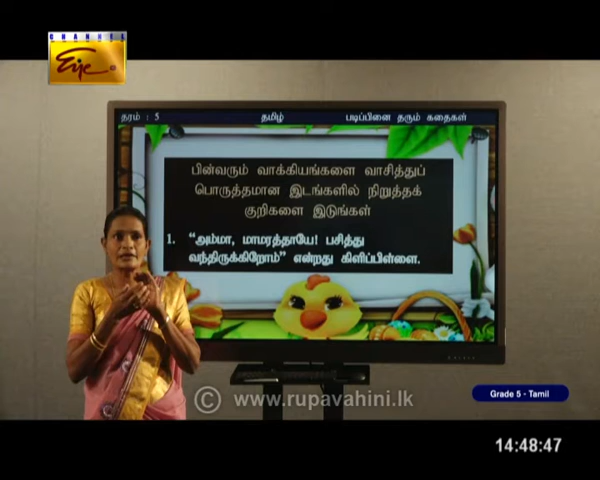 CHANNEL
Eye
தரம் : 5 தமிழ் படிப்பினை தரும் கதைகள்
பின்வரும் வாக்கியங்களை வாசித்துப்
பொருத்தமான இடங்களில் நிறுத்தக்
குறிகளை இடுங்கள்
1. “அம்மா, மாமரத்தாயே! பசித்து
வந்திருக்கிறோம்” என்றது கிளிப்பிள்ளை.
Grade 5 - Tamil
© www.rupavahini.lk
14:48:47